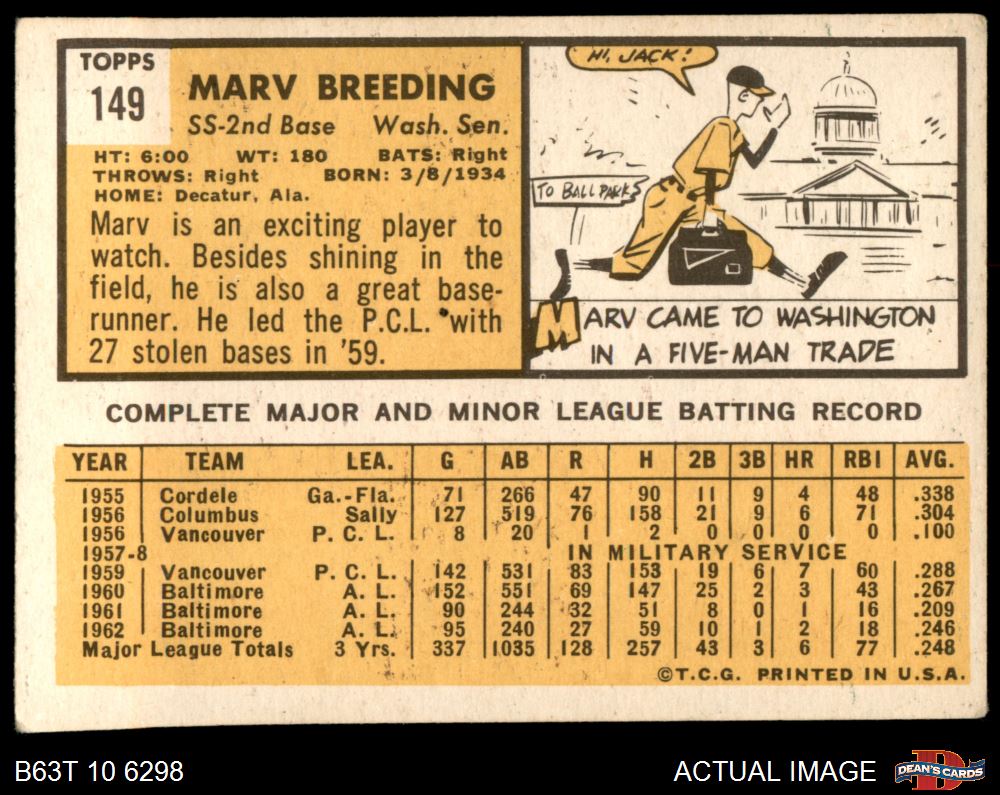 TOPPS
149
MARV BREEDING
SS-2nd Base Wash. Sen.
HT: 6:00 WT: 180 BATS: Right
THROWS: Right BORN: 3/8/1934
HOME: Decatur, Ala.
Marv is an exciting player to
watch. Besides shining in the
field, he is also a great base-
runner. He led the P.C.L. with
27 stolen bases in '59.
HI, JACK!
TO BALL PARKS
MARV CAME TO WASHINGTON
IN A FIVE-MAN TRADE
COMPLETE MAJOR AND MINOR LEAGUE BATTING RECORD
YEAR TEAM LEA. G AB R H 2B 3B HR RBI AVG.
1955 Cordele Ga.-Fla. 71 266 47 90 11 9 4 48 .338
1956 Columbus Sally 127 519 76 158 21 9 6 71 .304
1956 Vancouver P. C. L. 8 20 1 2 0 0 0 0 .100
1957-8 IN MILITARY SERVICE
1959 Vancouver P. C. L. 142 531 83 153 19 6 7 60 .288
1960 Baltimore A. L. 152 551 69 147 25 2 3 43 .267
1961 Baltimore A. L. 90 244 32 51 8 0 1 16 .209
1962 Baltimore A. L. 95 240 27 59 10 1 2 18 .246
Major League Totals 3 Yrs. 337 1035 128 257 43 3 6 77 .248
©T.C.G. PRINTED IN U.S.A.
B63T 10 6298 ACTUAL IMAGE
DEAN'S CARDS